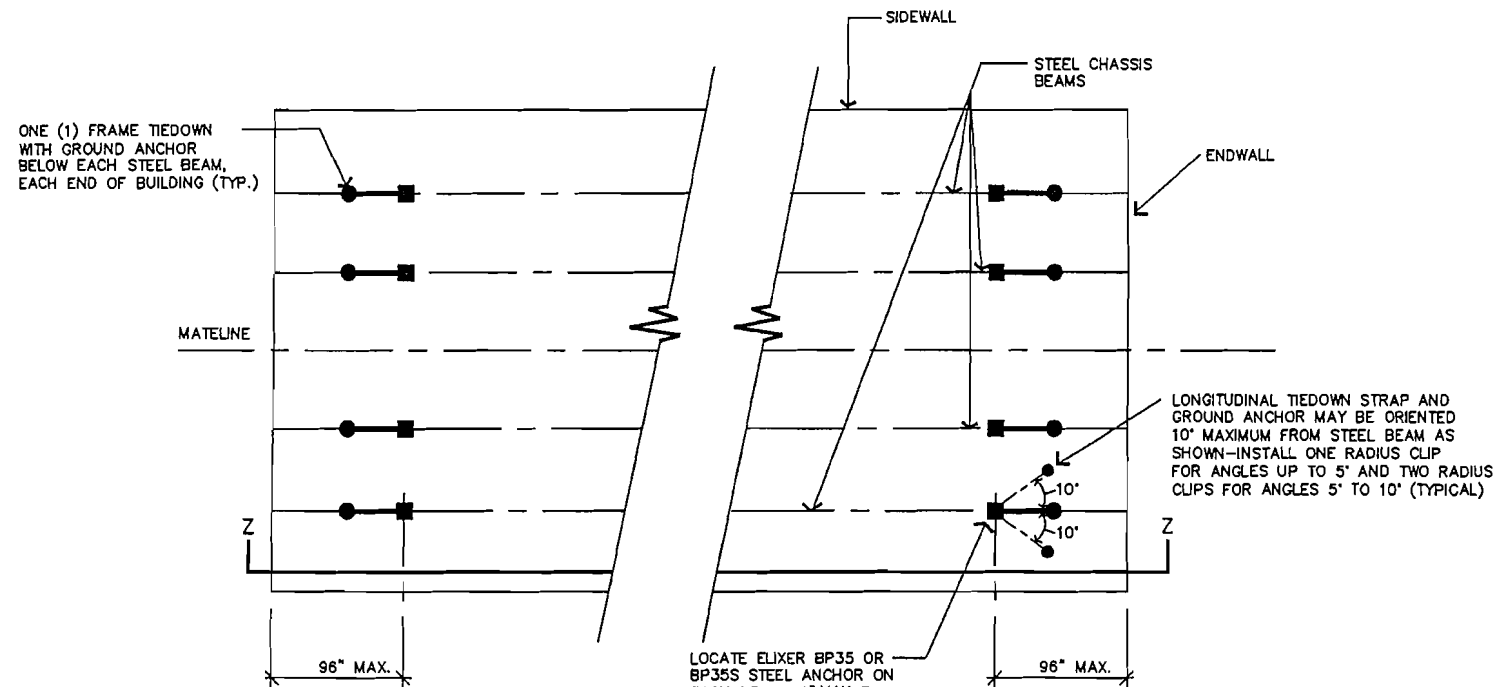 SIDEWALL
STEEL CHASSIS
BEAMS
ONE (1) FRAME TIEDOWN
WITH GROUND ANCHOR
BELOW EACH STEEL BEAM,
EACH END OF BUILDING (TYP.)
ENDWALL
MATELINE
LONGITUDINAL TIEDOWN STRAP AND
GROUND ANCHOR MAY BE ORIENTED
10° MAXIMUM FROM STEEL BEAM AS
SHOWN-INSTALL ONE RADIUS CLIP
FOR ANGLES UP TO 5° AND TWO RADIUS
CLIPS FOR ANGLES 5° TO 10° (TYPICAL)
10°
10°
Z
Z
96" MAX.
LOCATE ELIXER BP35 OR
BP35S STEEL ANCHOR ON
96" MAX.